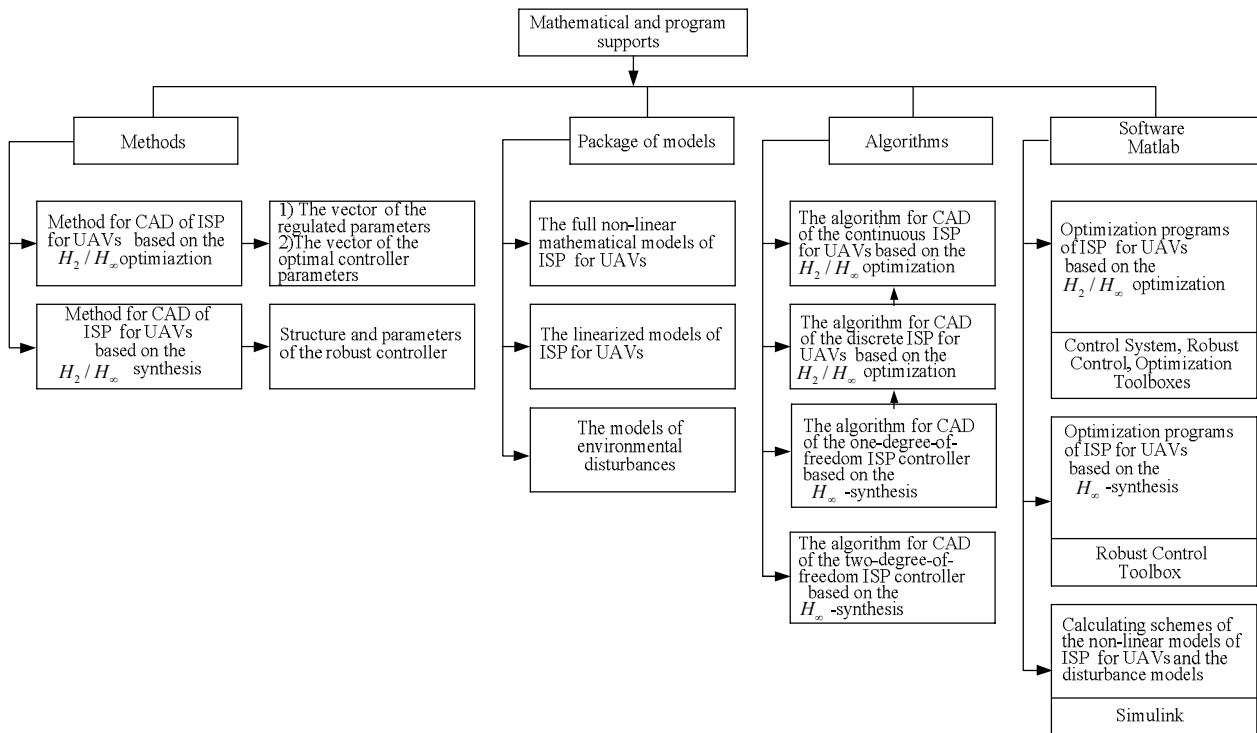 Mathematical and program
supports
Methods
Method for CAD of ISP
for UAVs based on the
H₂ / H∞ optimiaztion
1) The vector of the
regulated parameters
2)The vector of the
optimal controller
parameters
Method for CAD of
ISP for UAVs
based on the
H₂ / H∞ synthesis
Structure and parameters
of the robust controller
Package of models
The full non-linear
mathematical models of
ISP for UAVs
The linearized models of
ISP for UAVs
The models of
environmental
disturbances
Algorithms
The algorithm for CAD
of the continuous ISP
for UAVs based on the
H₂ / H∞ optimization
The algorithm for CAD
of the discrete ISP for
UAVs based on the
H₂ / H∞ optimization
The algorithm for CAD
of the one-degree-of-
freedom ISP controller
based on the
H∞ -synthesis
The algorithm for CAD
of the two-degree-of-
freedom ISP controller
based on the
H∞ -synthesis
Software
Matlab
Optimization programs
of ISP for UAVs
based on the
H₂ / H∞ optimization
Control System, Robust
Control, Optimization
Toolboxes
Optimization programs
of ISP for UAVs
based on the
H∞ -synthesis
Robust Control
Toolbox
Calculating schemes of
the non-linear models of
ISP for UAVs and the
disturbance models
Simulink